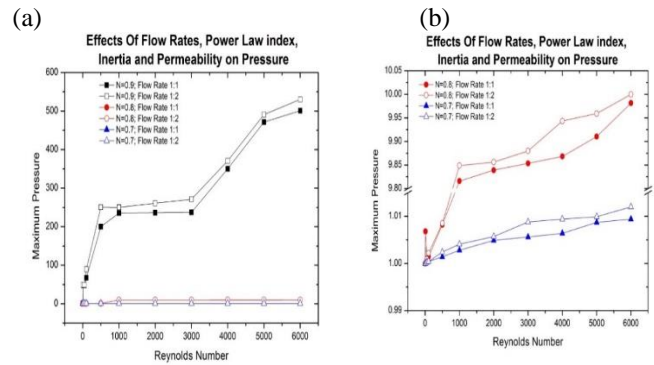 (a)
Effects Of Flow Rates, Power Law index,
Inertia and Permeability on Pressure
600
500
400
300
200
100
0
Maximum Pressure
N=0.9; Flow Rate 1:1
N=0.9; Flow Rate 1:2
N=0.8; Flow Rate 1:1
N=0.8; Flow Rate 1:2
N=0.7; Flow Rate 1:1
N=0.7; Flow Rate 1:2
0 1000 2000 3000 4000 5000 6000
Reynolds Number
(b)
Effects Of Flow Rates, Power Law index,
Inertia and Permeability on Pressure
10.05
10.00
9.95
9.90
9.85
9.80
1.01
1.00
0.99
Maximum Pressure
N=0.8; Flow Rate 1:1
N=0.8; Flow Rate 1:2
N=0.7; Flow Rate 1:1
N=0.7; Flow Rate 1:2
0 1000 2000 3000 4000 5000 6000
Reynolds Number